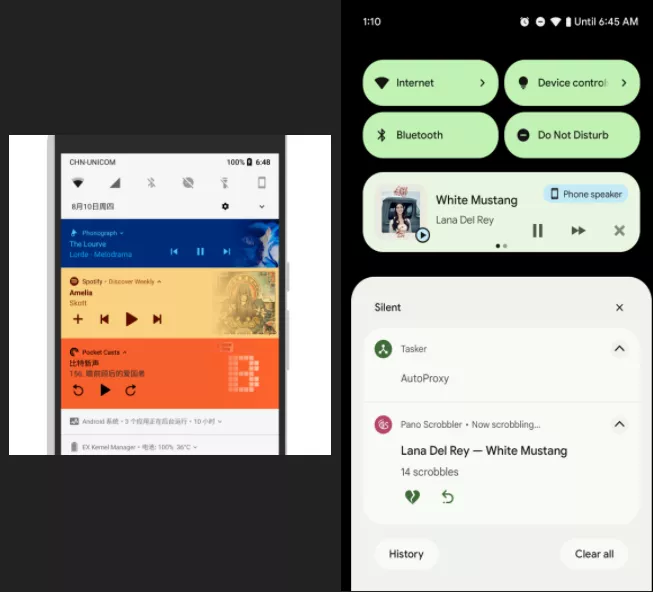 CHN-UNICOM
100% 6:48
8月10日周四
Phonograph
The Lourve
Lorde - Melodrama
Spotify • Discover Weekly
Amelia
Skott
Pocket Casts
比特新声
156. 眼前即后的爱国者
Android 系统 • 3 个应用正在后台运行 • 10 小时
EX Kernel Manager • 电池: 100%, 36°C
1:10
Until 6:45 AM
Internet
Device control
Bluetooth
Do Not Disturb
White Mustang
Lana Del Rey
Phone speaker
Silent
Tasker
AutoProxy
Pano Scrobbler • Now scrobbling...
Lana Del Rey — White Mustang
14 scrobbles
History
Clear all